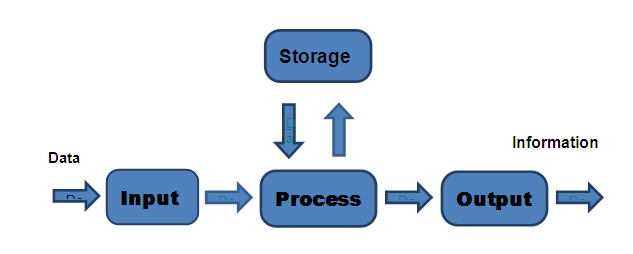 Storage
Information
Data
Input
Process
Output